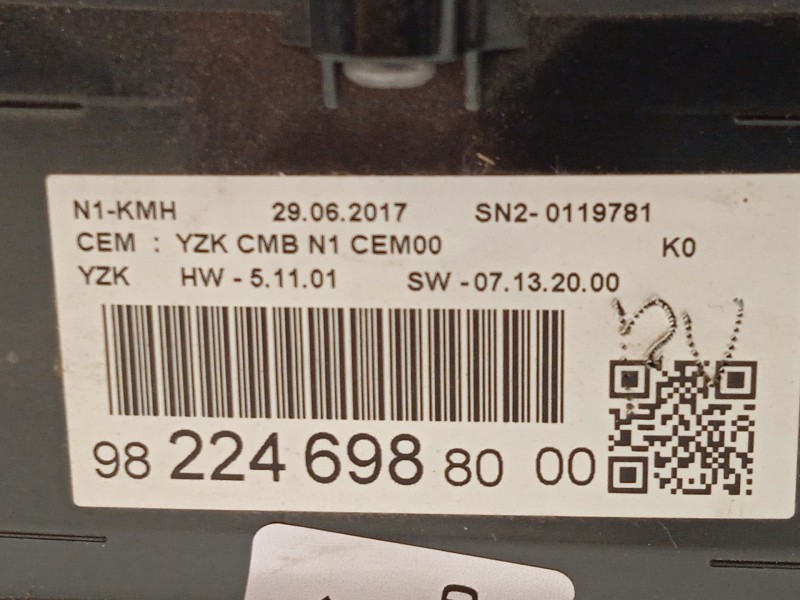 N1-KMH 29.06.2017 SN2- 0119781
CEM : YZK CMB N1 CEM00 K0
YZK HW - 5.11.01 SW -07.13.20.00
98 224 698 80 00